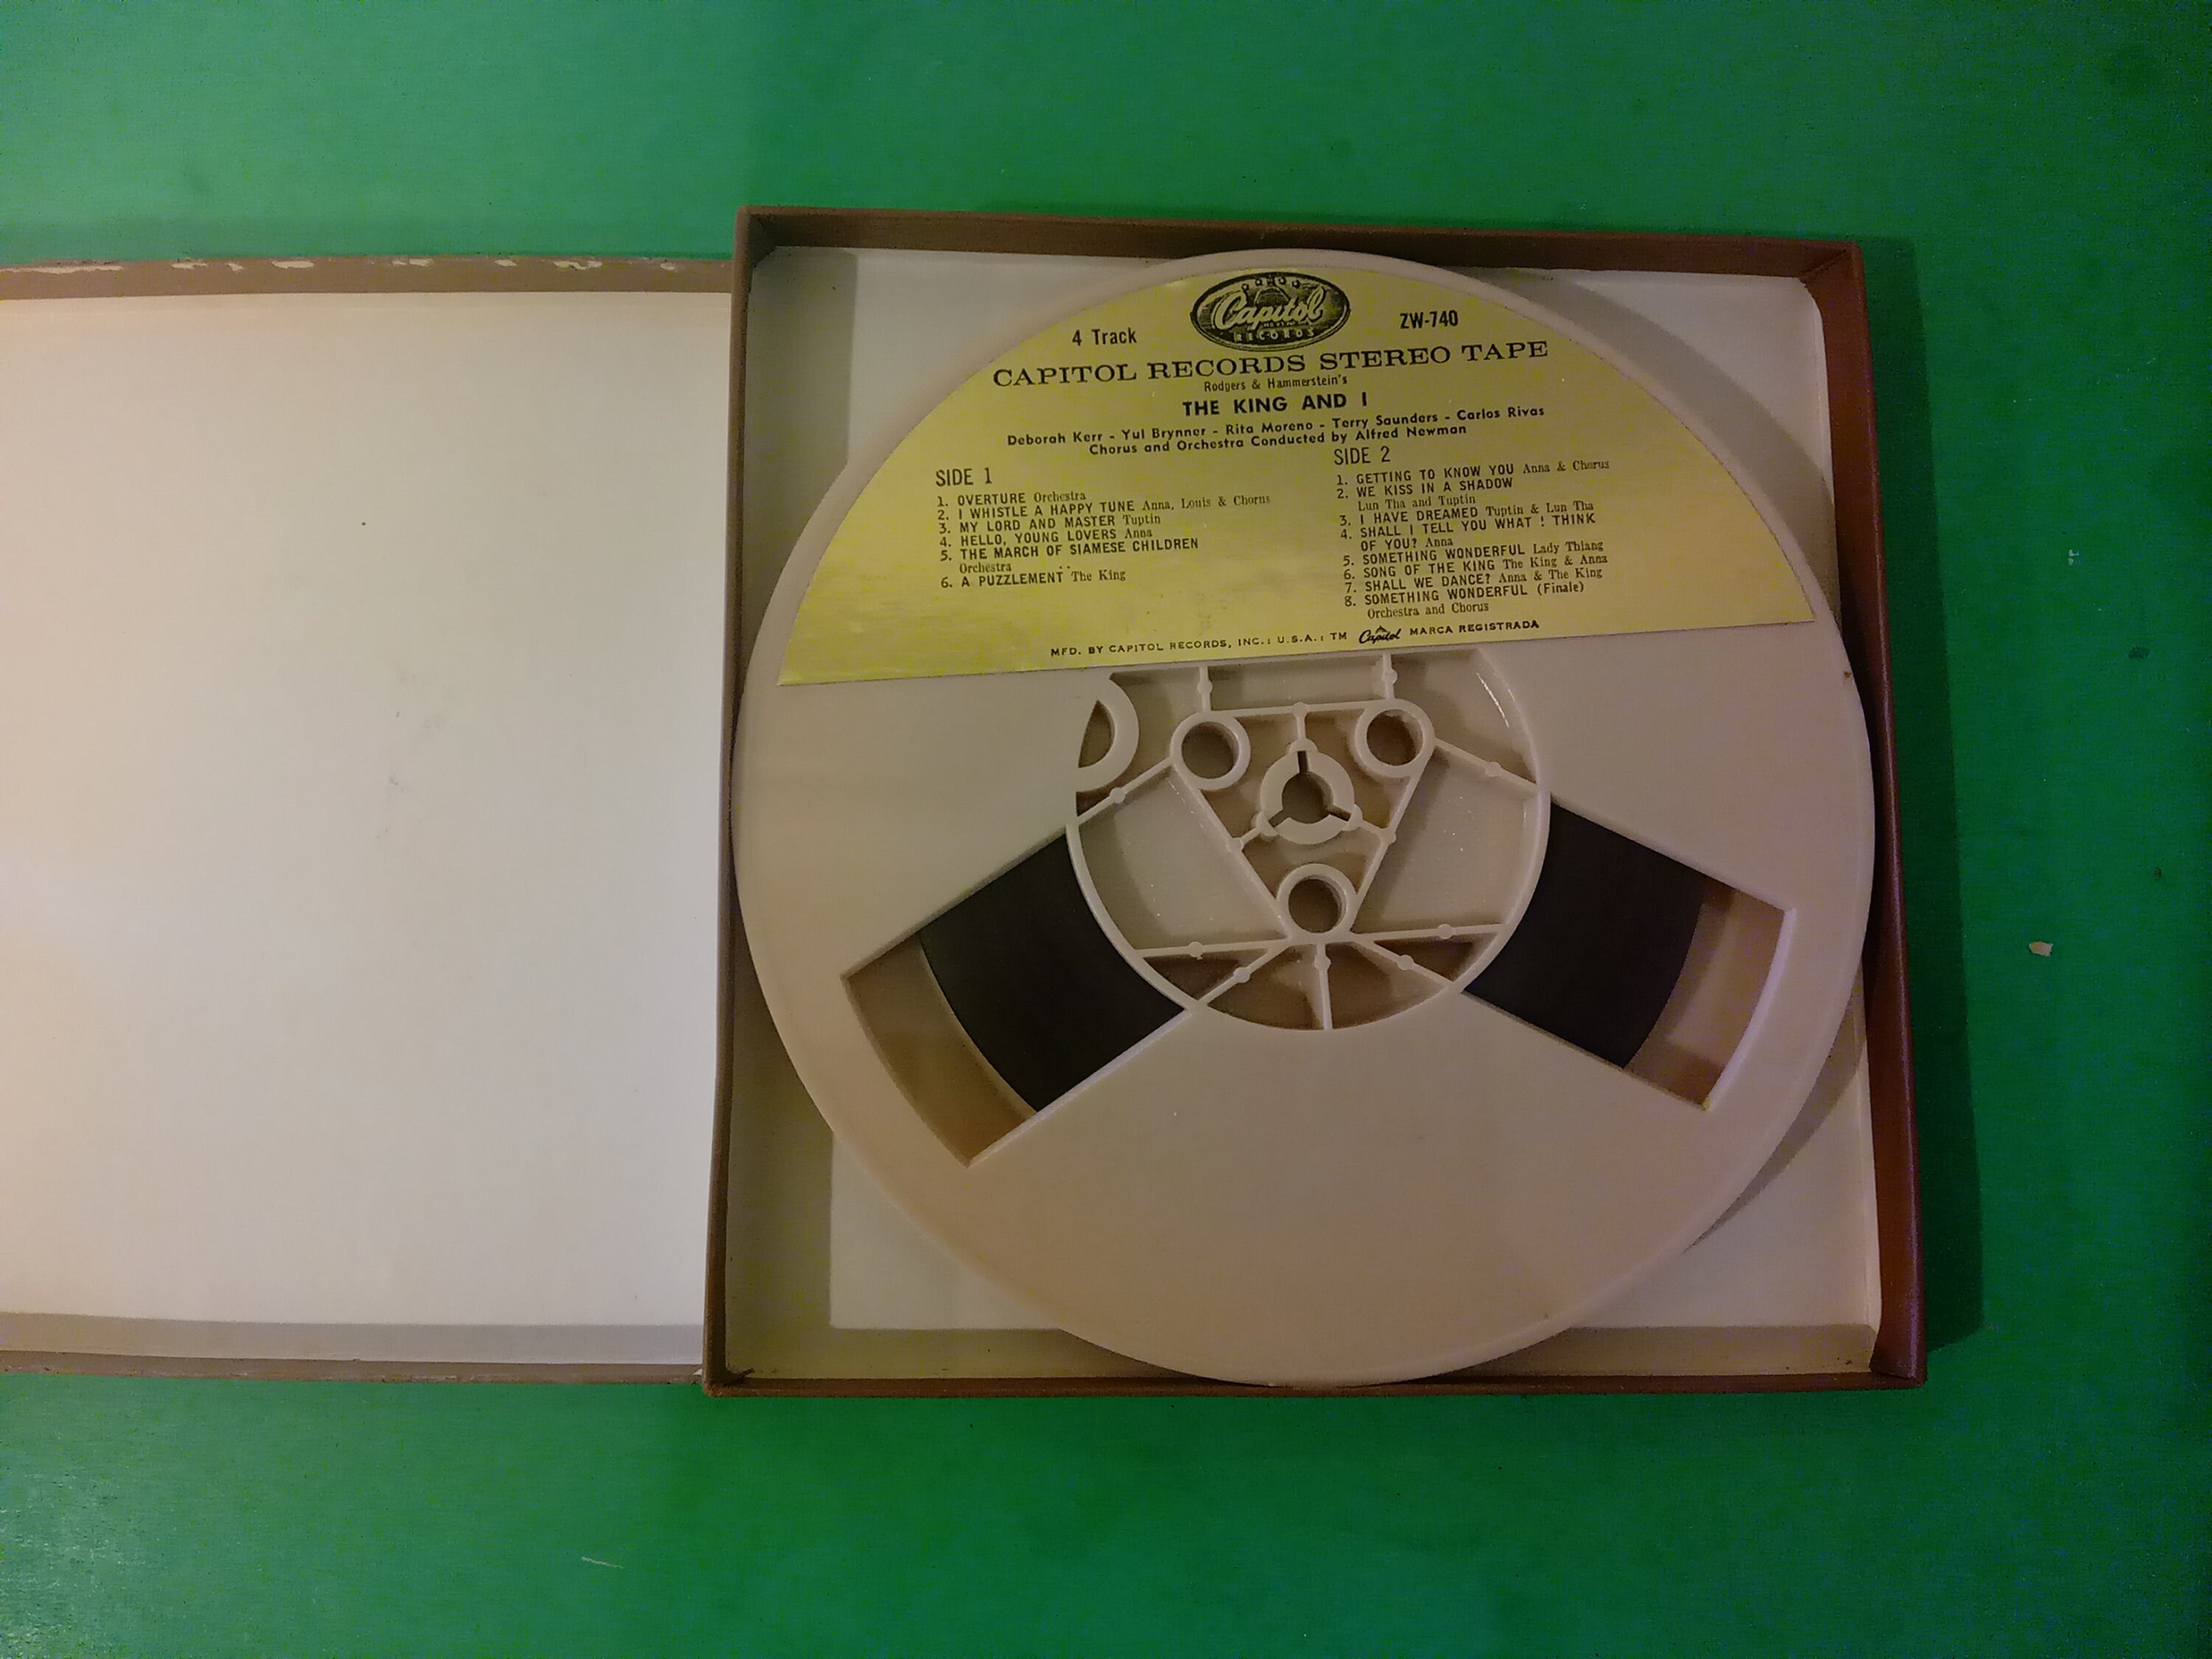 Capitol
RECORDS
4 Track
ZW-740
CAPITOL RECORDS STEREO TAPE
Rodgers & Hammerstein's
THE KING AND I
Deborah Kerr - Yul Brynner - Rita Moreno - Terry Saunders - Carlos Rivas
Chorus and Orchestra Conducted by Alfred Newman
SIDE 1
1. OVERTURE Orchestra
2. I WHISTLE A HAPPY TUNE Anna, Louis & Chorus
3. MY LORD AND MASTER Tuptin
4. HELLO, YOUNG LOVERS Anna
5. THE MARCH OF SIAMESE CHILDREN
Orchestra
6. A PUZZLEMENT The King
SIDE 2
1. GETTING TO KNOW YOU Anna & Chorus
2. WE KISS IN A SHADOW
Lun Tha and Tuptin
3. I HAVE DREAMED Tuptin & Lun Tha
4. SHALL I TELL YOU WHAT I THINK
OF YOU? Anna
5. SOMETHING WONDERFUL Lady Thiang
6. SONG OF THE KING The King & Anna
7. SHALL WE DANCE? Anna & The King
8. SOMETHING WONDERFUL (Finale)
Orchestra and Chorus
MFD. BY CAPITOL RECORDS, INC.; U.S.A.; TM Capitol MARCA REGISTRADA